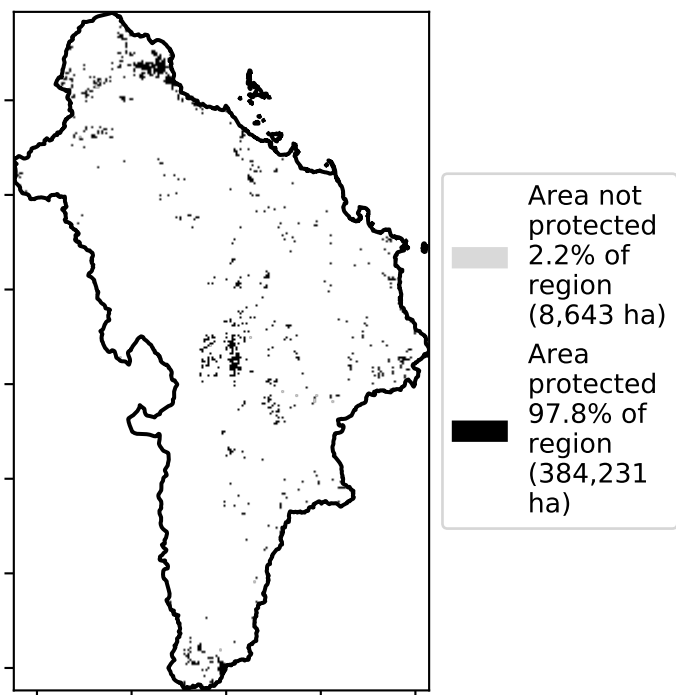 Area not
protected
2.2% of
region
(8,643 ha)
Area
protected
97.8% of
region
(384,231
ha)